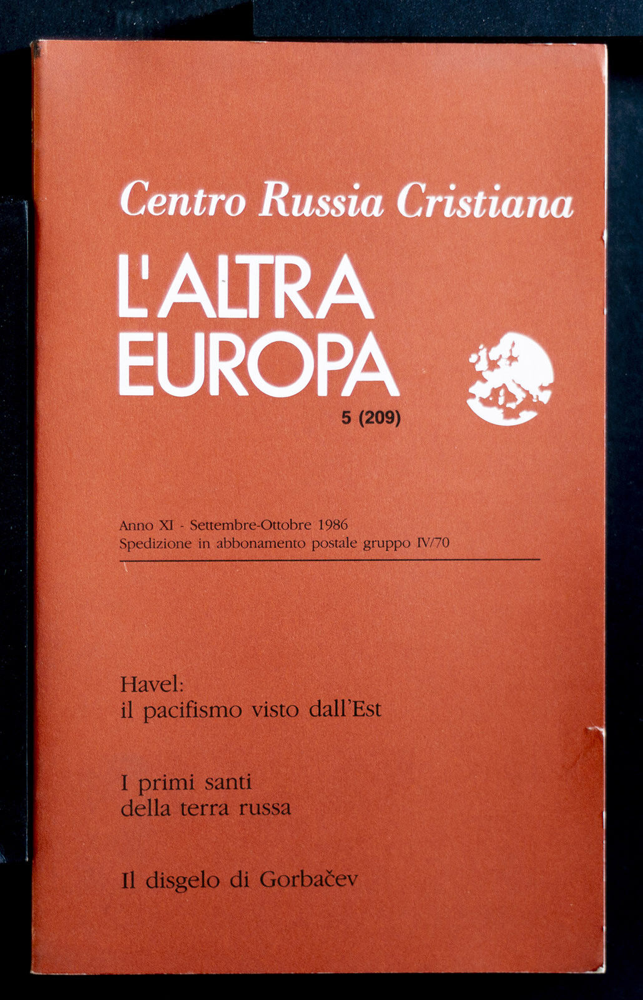 Centro Russia Cristiana
L'ALTRA
EUROPA
5 (209)
Anno XI - Settembre-Ottobre 1986
Spedizione in abbonamento postale gruppo IV/70
Havel:
il pacifismo visto dall'Est
I primi santi
della terra russa
Il disgelo di Gorbačev